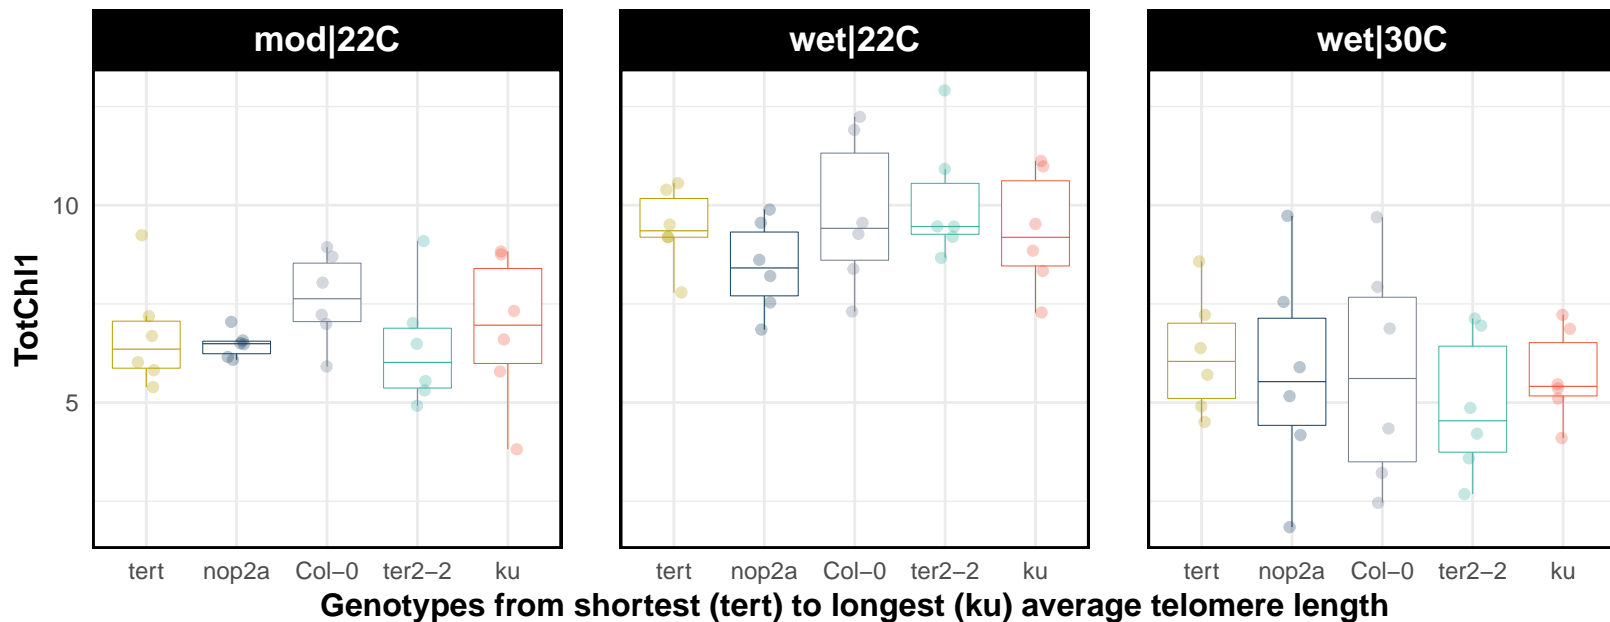 mod|22C
wet|22C
wet|30C
TotChl1
10
5
tert nop2a Col−0 ter2−2 ku
tert nop2a Col−0 ter2−2 ku
tert nop2a Col−0 ter2−2 ku
Genotypes from shortest (tert) to longest (ku) average telomere length